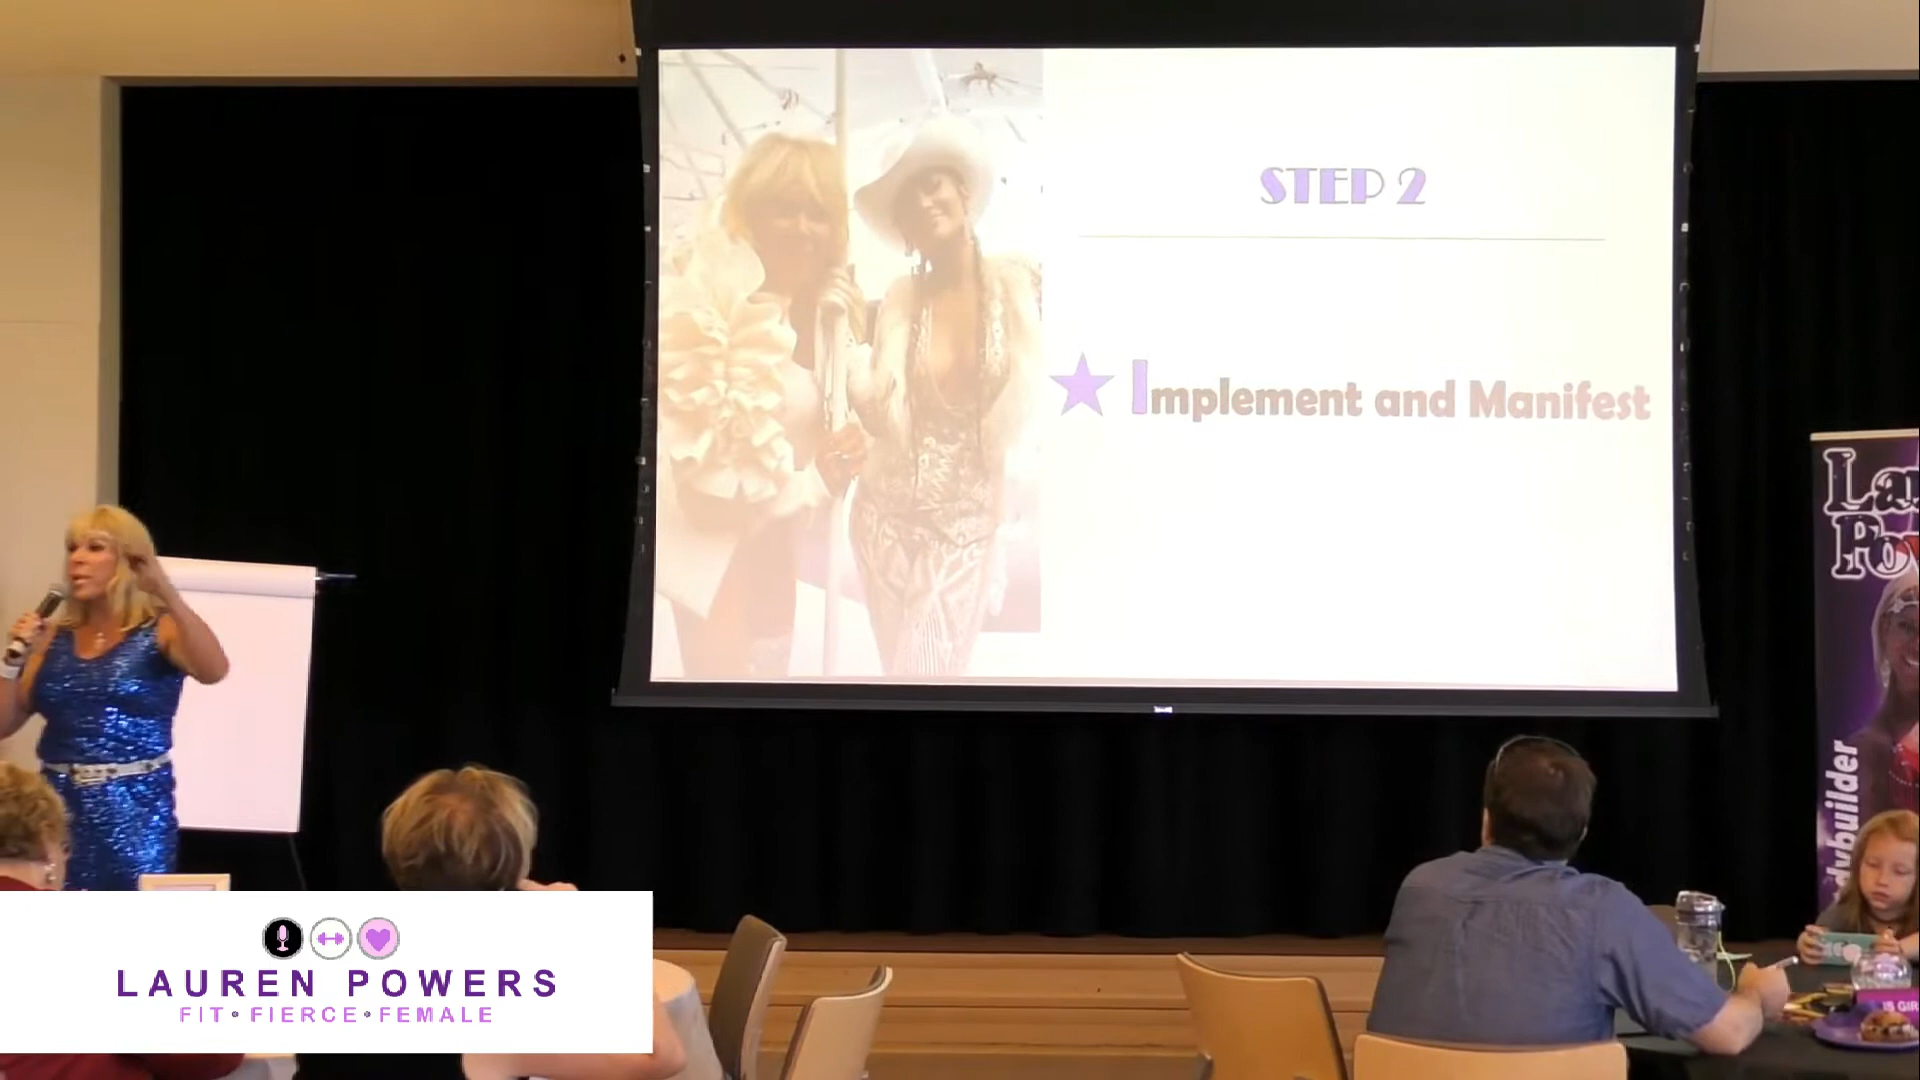 STEP 2
Implement and Manifest
LAUREN POWERS
FIT•FIERCE•FEMALE